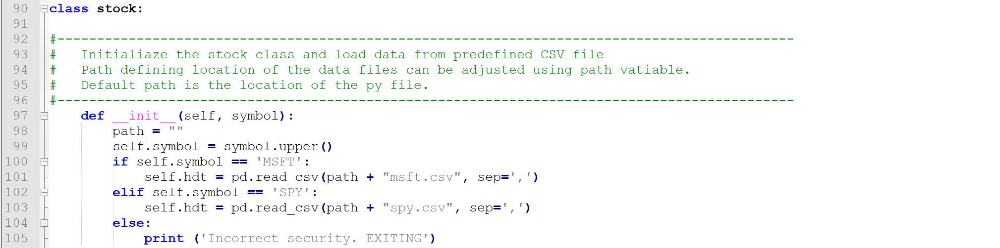 90 class stock:
91
92 #---------------------------------------------------------------------------------------------
93 #   Initialiaze the stock class and load data from predefined CSV file
94 #   Path defining location of the data files can be adjusted using path vatiable.
95 #   Default path is the location of the py file.
96 #---------------------------------------------------------------------------------------------
97     def __init__(self, symbol):
98         path = ""
99         self.symbol = symbol.upper()
100         if self.symbol == 'MSFT':
101             self.hdt = pd.read_csv(path + "msft.csv", sep=',')
102         elif self.symbol == 'SPY':
103             self.hdt = pd.read_csv(path + "spy.csv", sep=',')
104         else:
105             print ('Incorrect security. EXITING')